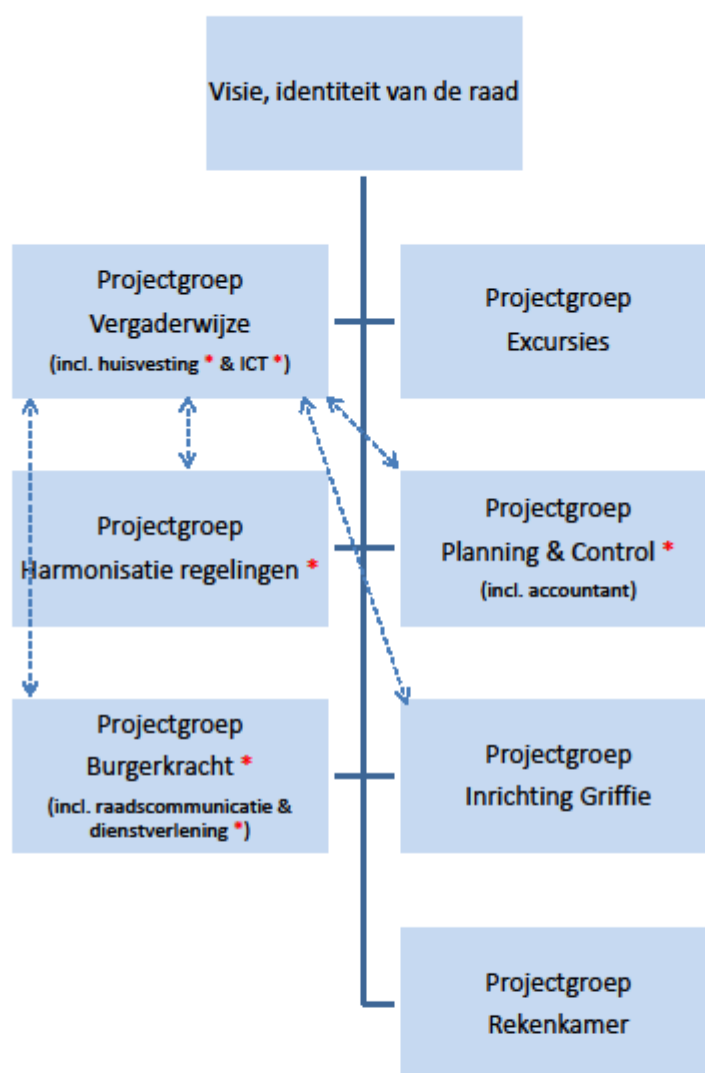 Visie, identiteit van de raad
Projectgroep
Vergaderwijze
(incl. huisvesting * & ICT *)
Projectgroep
Excursies
Projectgroep
Harmonisatie regelingen *
Projectgroep
Planning & Control *
(incl. accountant)
Projectgroep
Burgerkracht *
(incl. raadscommunicatie &
dienstverlening *)
Projectgroep
Inrichting Griffie
Projectgroep
Rekenkamer